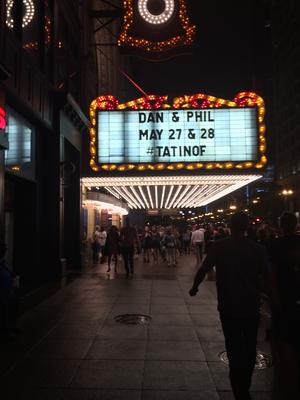 DAN & PHIL
MAY 27 & 28
#TATINOF